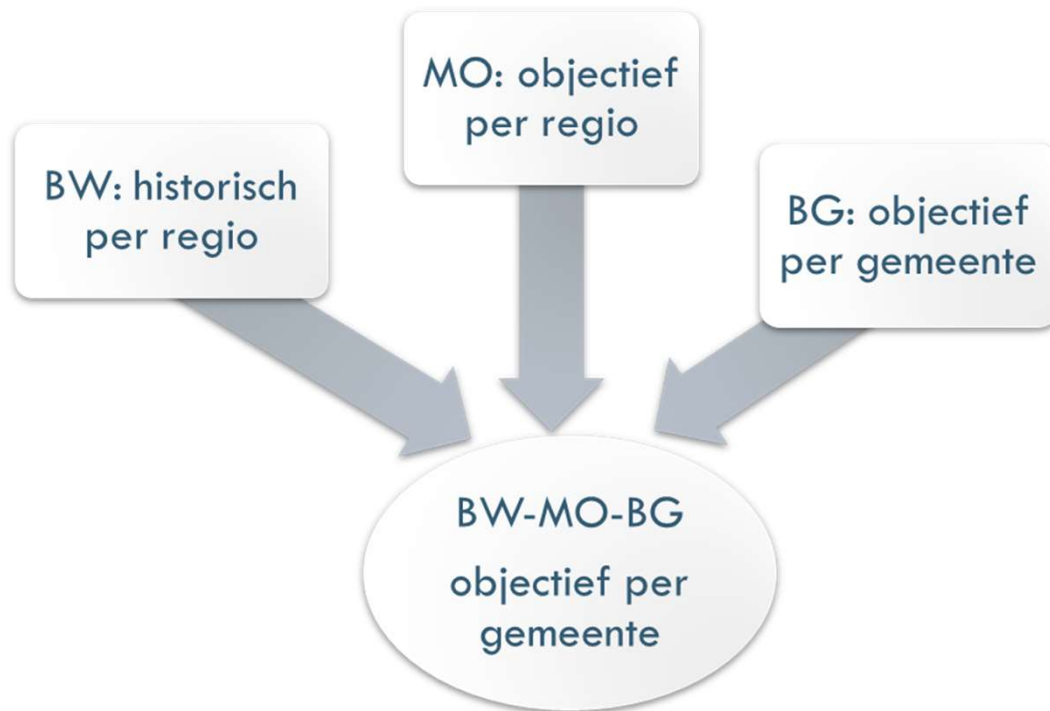 BW: historisch
per regio
MO: objectief
per regio
BG: objectief
per gemeente
BW-MO-BG
objectief per
gemeente